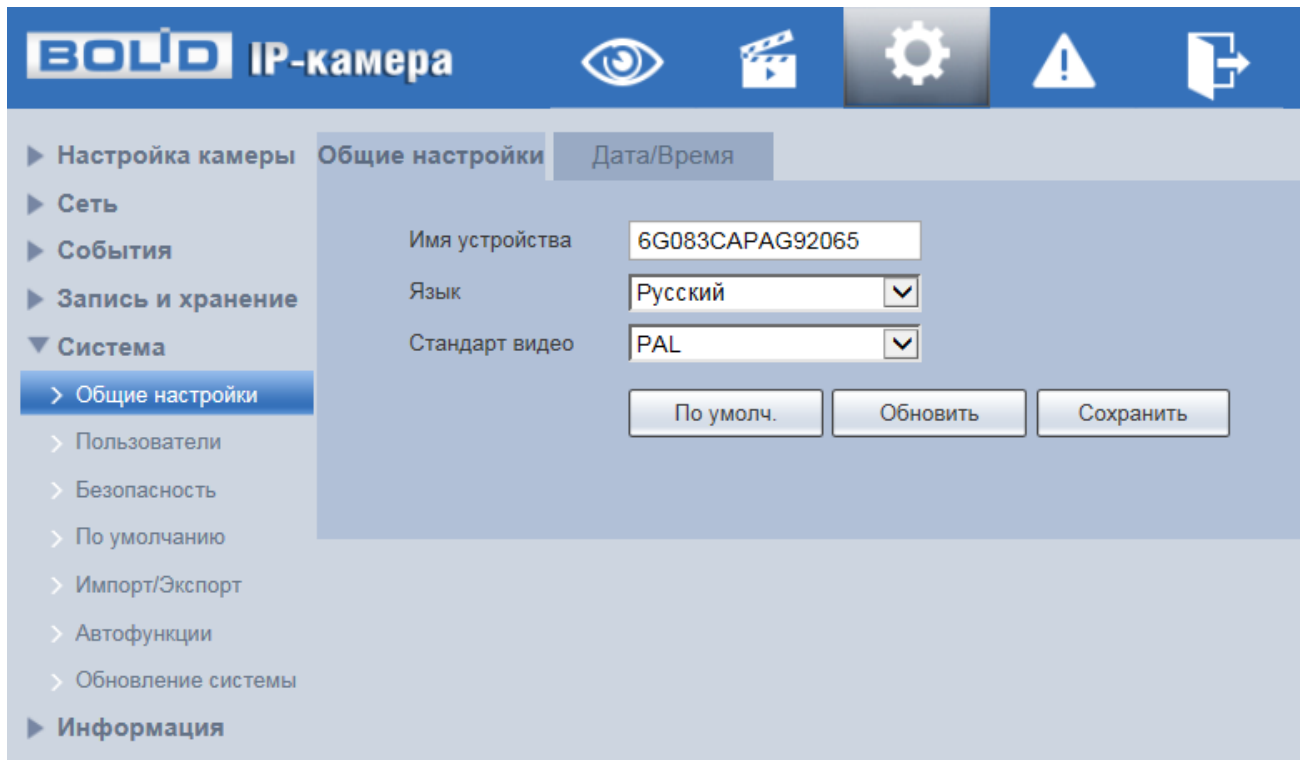 BOLID IP-камера
Настройка камеры
Сеть
События
Запись и хранение
Система
Общие настройки
Пользователи
Безопасность
По умолчанию
Импорт/Экспорт
Автофункции
Обновление системы
Информация
Общие настройки Дата/Время
Имя устройства 6G083CAPAG92065
Язык Русский
Стандарт видео PAL
По умолч. Обновить Сохранить